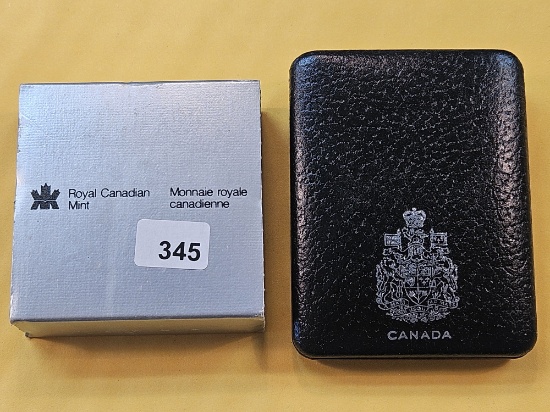 Royal Canadian
Mint
Monnaie royale
canadienne
345
CANADA